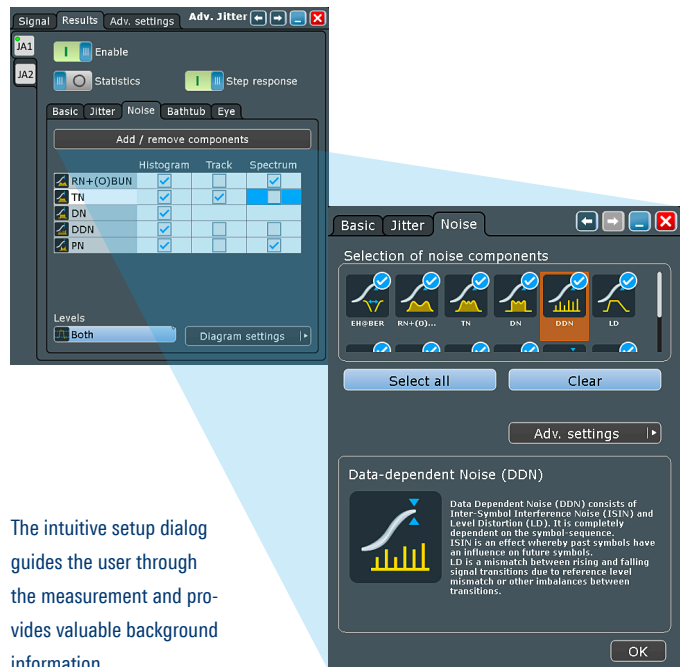 Signal Results Adv. settings Adv. Jitter
JA1
Enable
JA2
Statistics Step response
Basic Jitter Noise Bathtub Eye
Add / remove components
Histogram Track Spectrum
RN+(O)BUN
TN
DN
DDN
PN
Levels
Both Diagram settings
Basic Jitter Noise
Selection of noise components
EH@BER RN+(O)... TN DN DDN LD
Select all Clear
Adv. settings
Data-dependent Noise (DDN)
Data Dependent Noise (DDN) consists of
Inter-Symbol Interference Noise (ISIN) and
Level Distortion (LD). It is completely
dependent on the symbol-sequence.
ISIN is an effect whereby past symbols have
an influence on future symbols.
LD is a mismatch between rising and falling
signal transitions due to reference level
mismatch or other imbalances between
transitions.
OK
The intuitive setup dialog
guides the user through
the measurement and pro-
vides valuable background
information